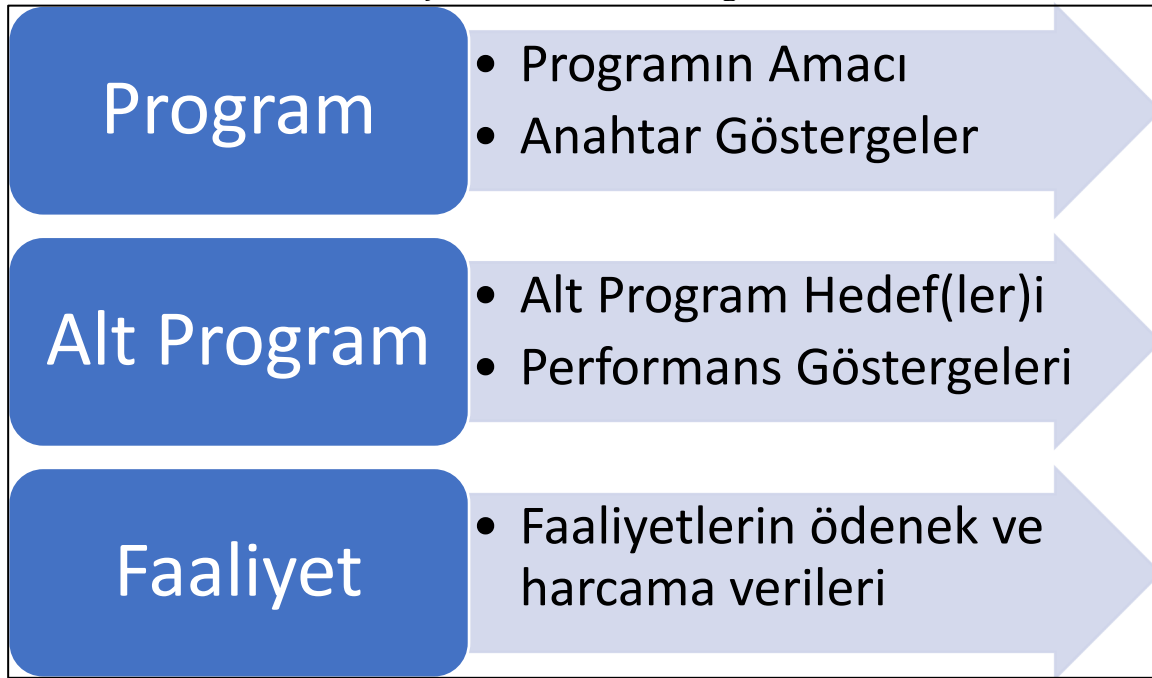 Program
• Programın Amacı
• Anahtar Göstergeler
Alt Program
• Alt Program Hedef(ler)i
• Performans Göstergeleri
Faaliyet
• Faaliyetlerin ödenek ve
harcama verileri